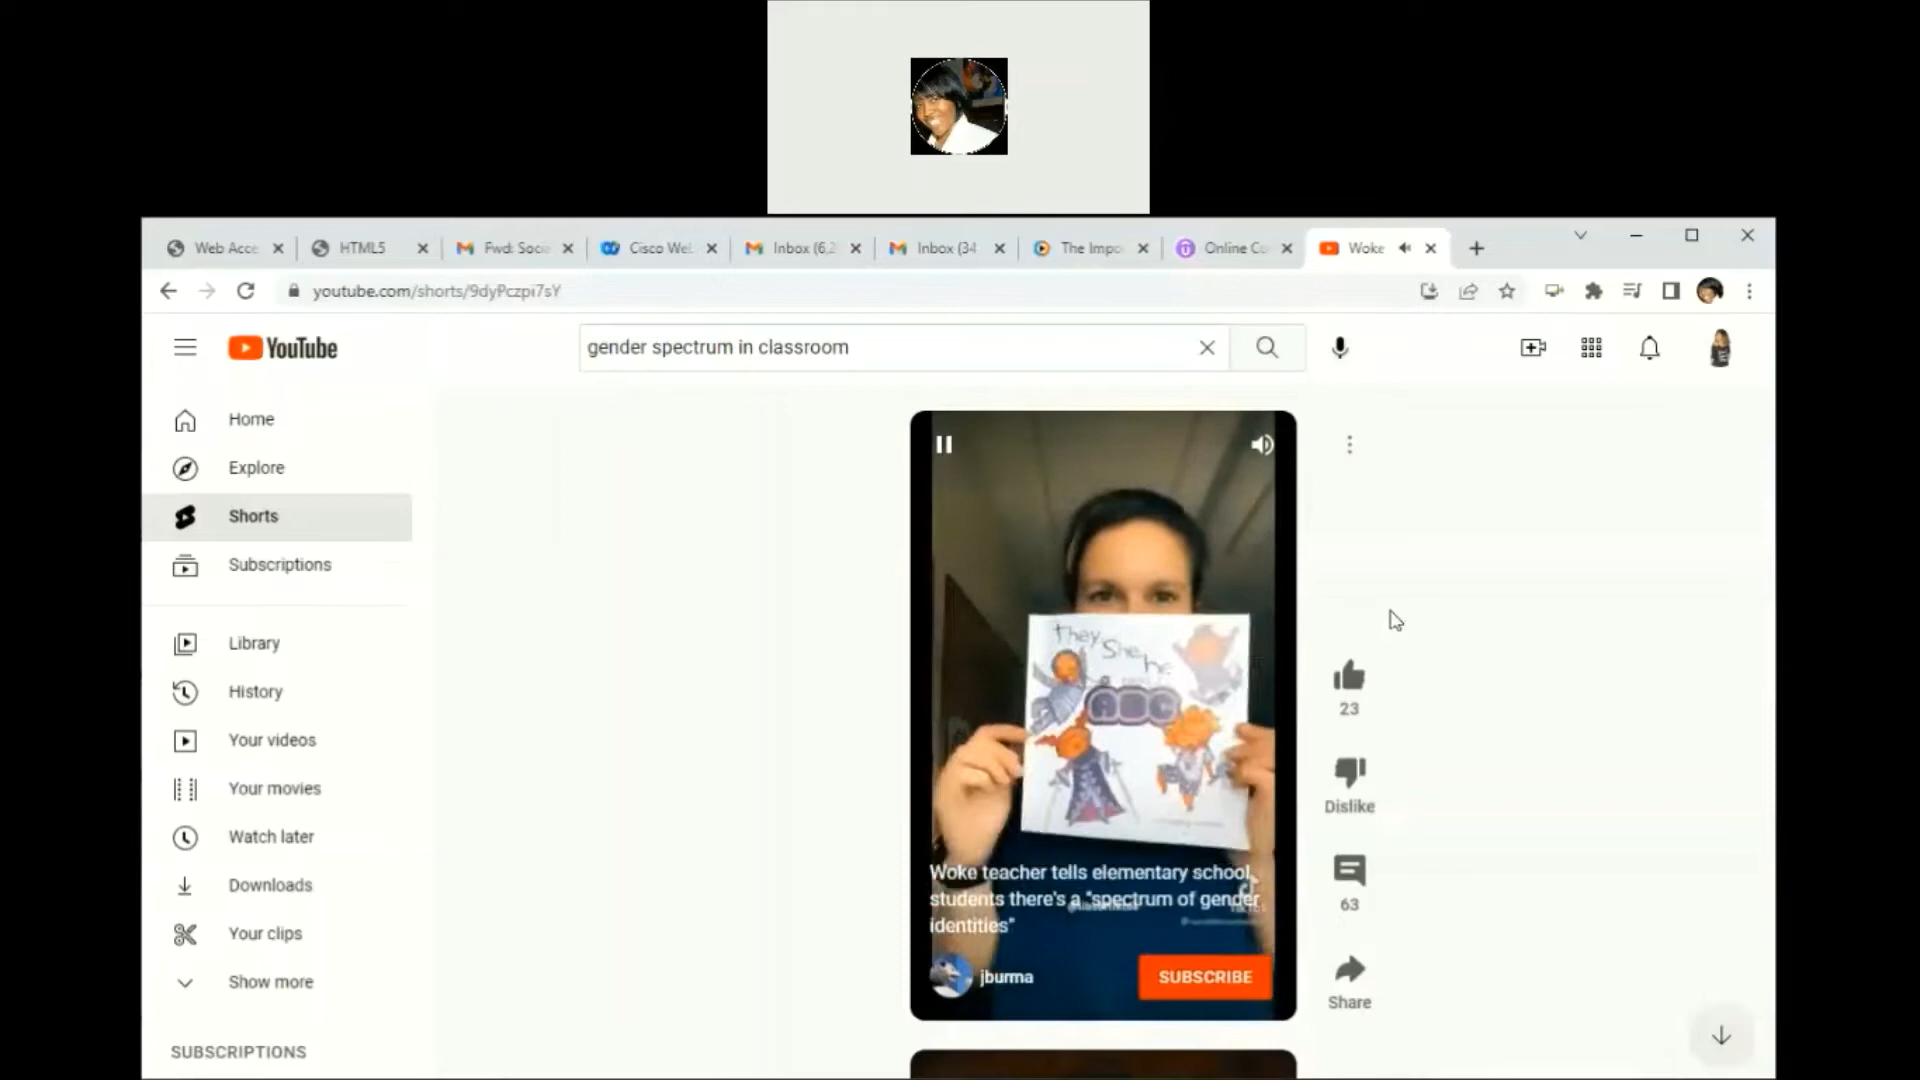 Web Acce
HTML5
Fwd: Socia
Cisco We
Inbox (6,2
Inbox (34
The Impo
Online Co
Woke
youtube.com/shorts/9dyPczpi7sY
YouTube
gender spectrum in classroom
Home
Explore
Shorts
Subscriptions
Library
History
Your videos
Your movies
Watch later
Downloads
Your clips
Show more
SUBSCRIPTIONS
They, She, he
ABC
Woke teacher tells elementary school
students there's a "spectrum of gender
identities"
jburma
SUBSCRIBE
23
Dislike
63
Share